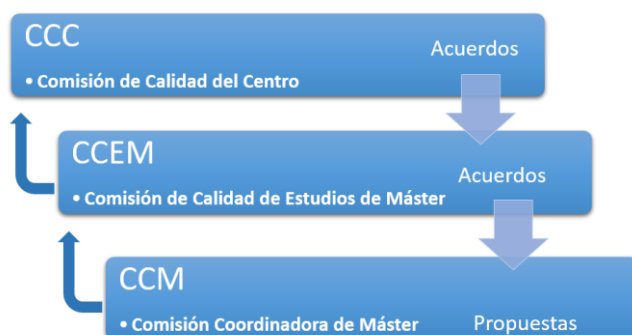 CCC
Acuerdos
• Comisión de Calidad del Centro
CCEM
Acuerdos
• Comisión de Calidad de Estudios de Máster
CCM
• Comisión Coordinadora de Máster
Propuestas